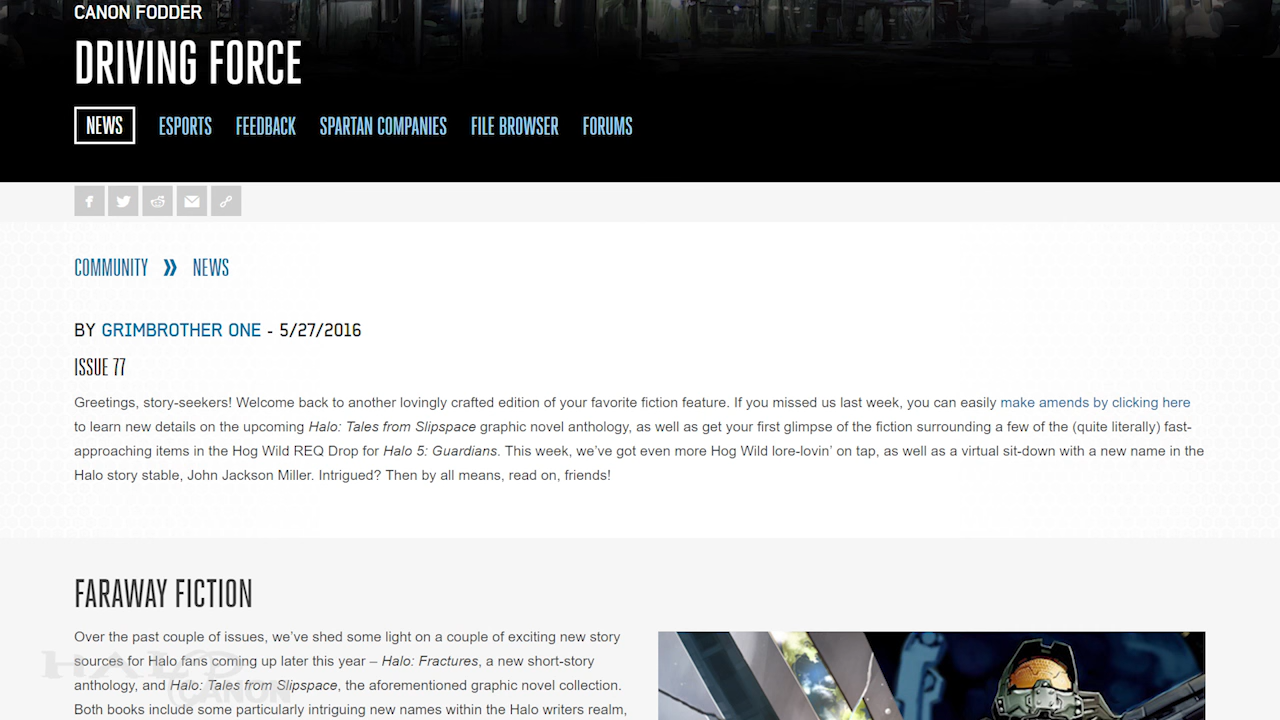 CANON FODDER
DRIVING FORCE
NEWS ESPORTS FEEDBACK SPARTAN COMPANIES FILE BROWSER FORUMS
COMMUNITY » NEWS
BY GRIMBROTHER ONE - 5/27/2016
ISSUE 77
Greetings, story-seekers! Welcome back to another lovingly crafted edition of your favorite fiction feature. If you missed us last week, you can easily make amends by clicking here
to learn new details on the upcoming Halo: Tales from Slipspace graphic novel anthology, as well as get your first glimpse of the fiction surrounding a few of the (quite literally) fast-
approaching items in the Hog Wild REQ Drop for Halo 5: Guardians. This week, we’ve got even more Hog Wild lore-lovin’ on tap, as well as a virtual sit-down with a new name in the
Halo story stable, John Jackson Miller. Intrigued? Then by all means, read on, friends!
FARAWAY FICTION
Over the past couple of issues, we’ve shed some light on a couple of exciting new story
sources for Halo fans coming up later this year – Halo: Fractures, a new short-story
anthology, and Halo: Tales from Slipspace, the aforementioned graphic novel collection.
Both books include some particularly intriguing new names within the Halo writers realm,
HALO
CANON